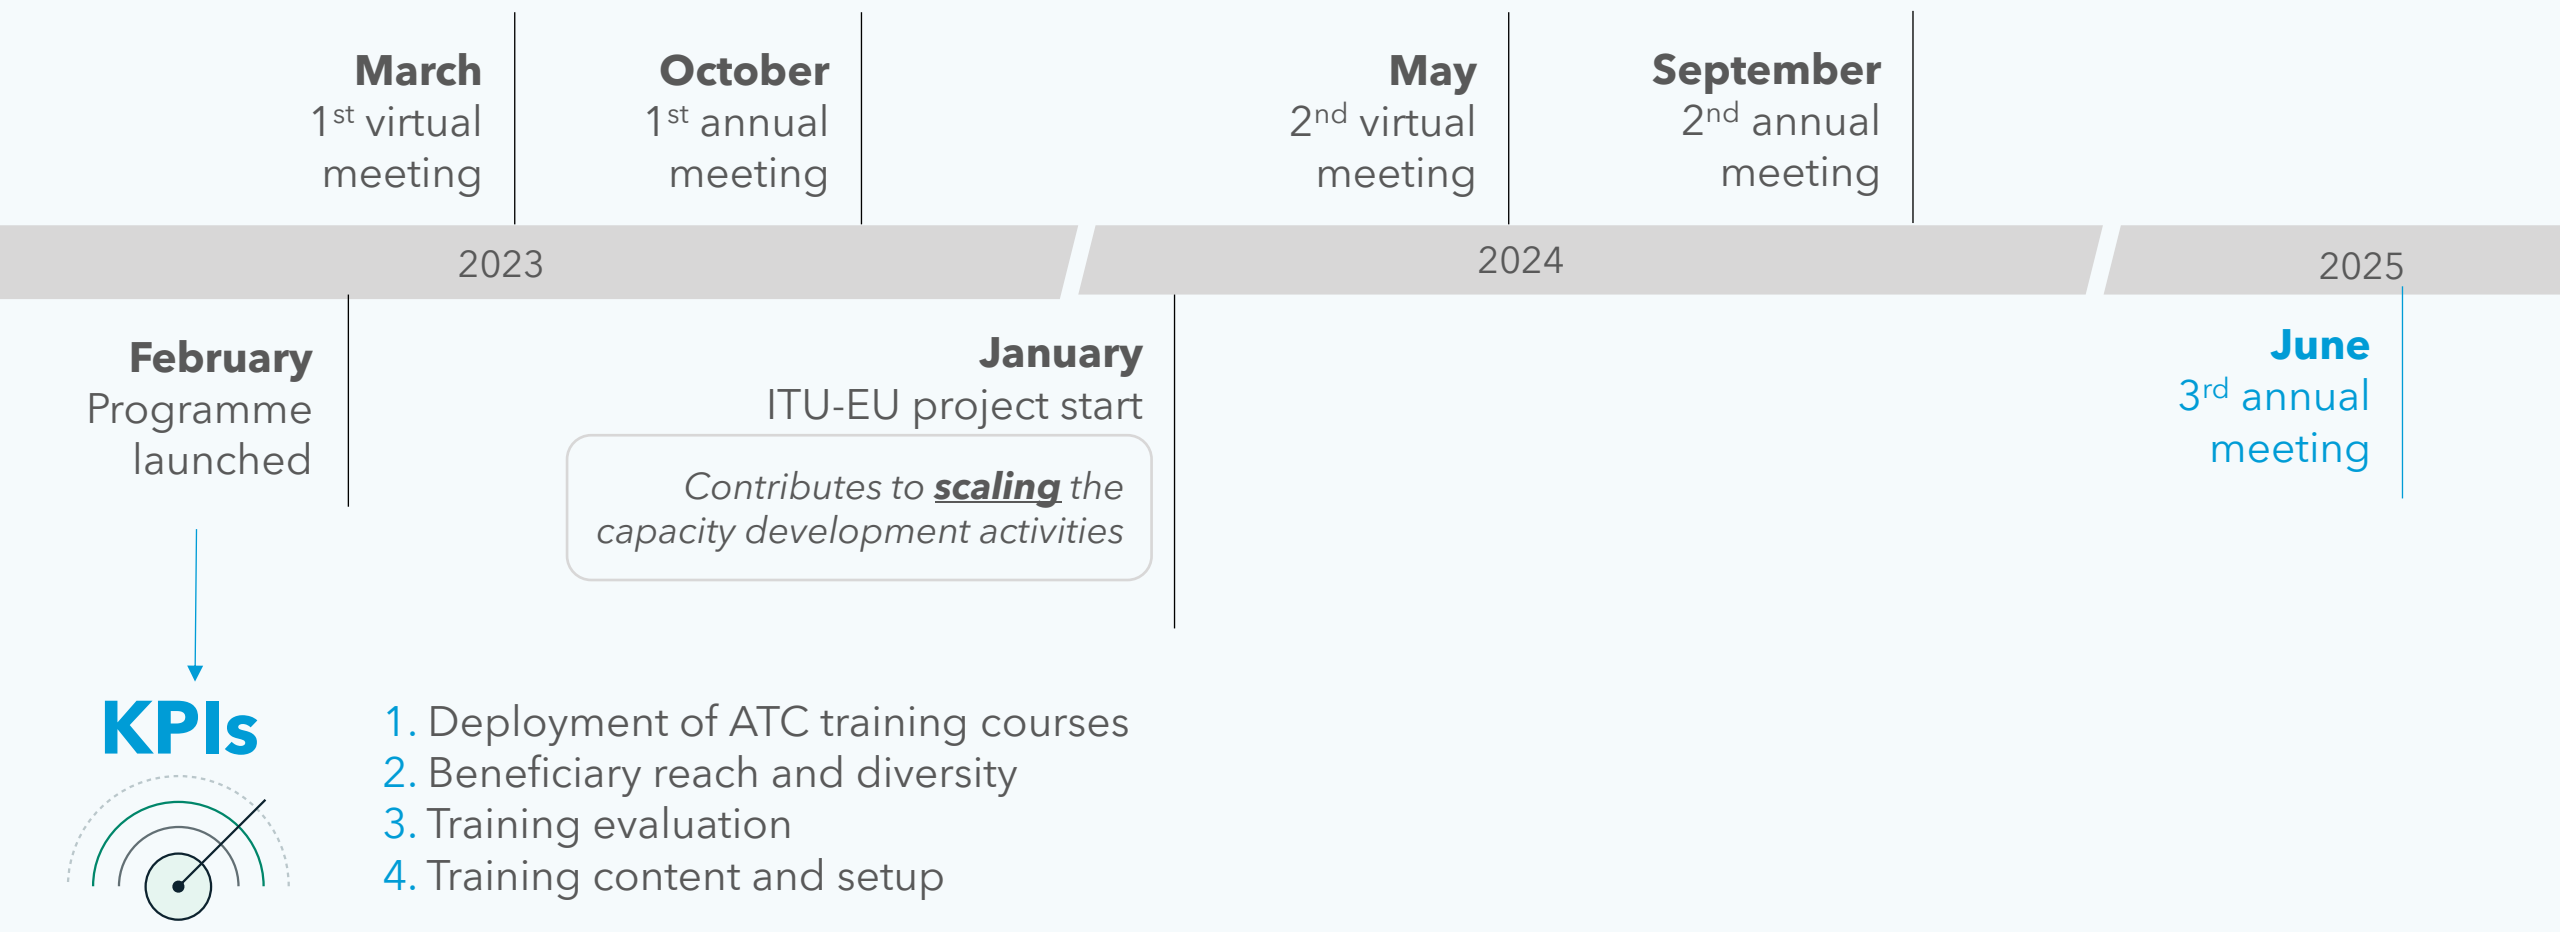 March
1st virtual
meeting
October
1st annual
meeting
May
2nd virtual
meeting
September
2nd annual
meeting
2023
2024
2025
February
Programme
launched
January
ITU-EU project start
Contributes to scaling the
capacity development activities
June
3rd annual
meeting
KPIs
1. Deployment of ATC training courses
2. Beneficiary reach and diversity
3. Training evaluation
4. Training content and setup